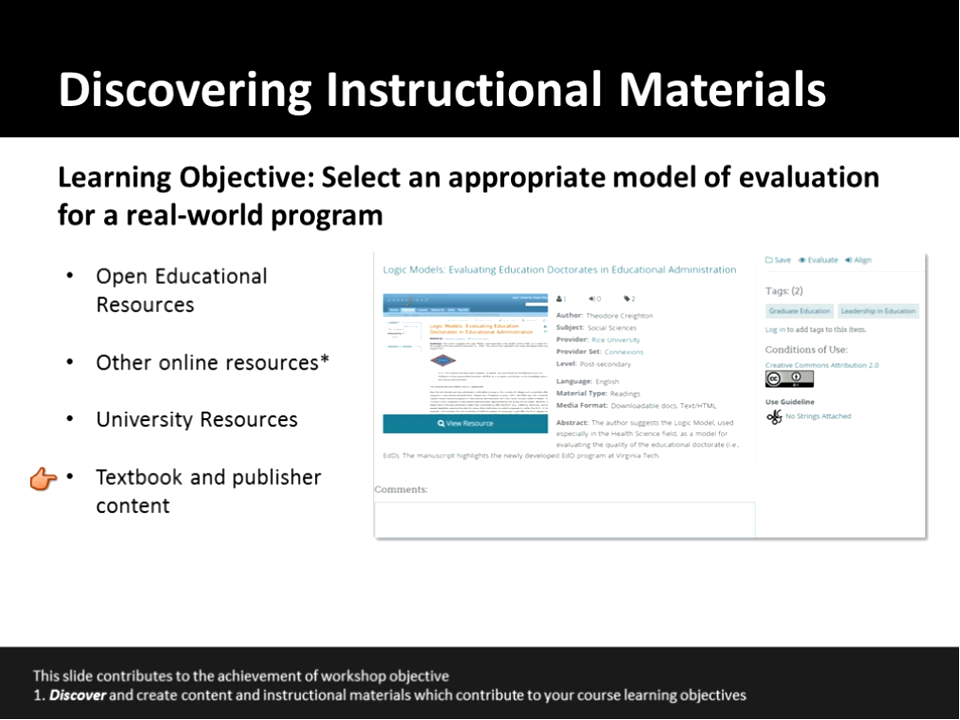 Discovering Instructional Materials
Learning Objective: Select an appropriate model of evaluation
for a real-world program
• Open Educational
Resources
• Other online resources*
• University Resources
• Textbook and publisher
content
Logic Models: Evaluating Education Doctorates in Educational Administration
1 0 2
Author: Theodore Creighton
Subject: Social Sciences
Provider: Rice University
Provider Set: Connexions
Level: Post-secondary
Language: English
Material Type: Readings
Media Format: Downloadable docs, Text/HTML
Abstract: The author suggests the Logic Model, used
especially in the Health Science field, as a model for
evaluating the quality of the educational doctorate (i.e.,
EdD). The manuscript highlights the newly developed EdD program at Virginia Tech.
View Resource
Comments:
Save Evaluate Align
Tags: (2)
Graduate Education Leadership in Education
Log in to add tags to this item.
Conditions of Use:
Creative Commons Attribution 2.0
Use Guideline
No Strings Attached
This slide contributes to the achievement of workshop objective
1. Discover and create content and instructional materials which contribute to your course learning objectives